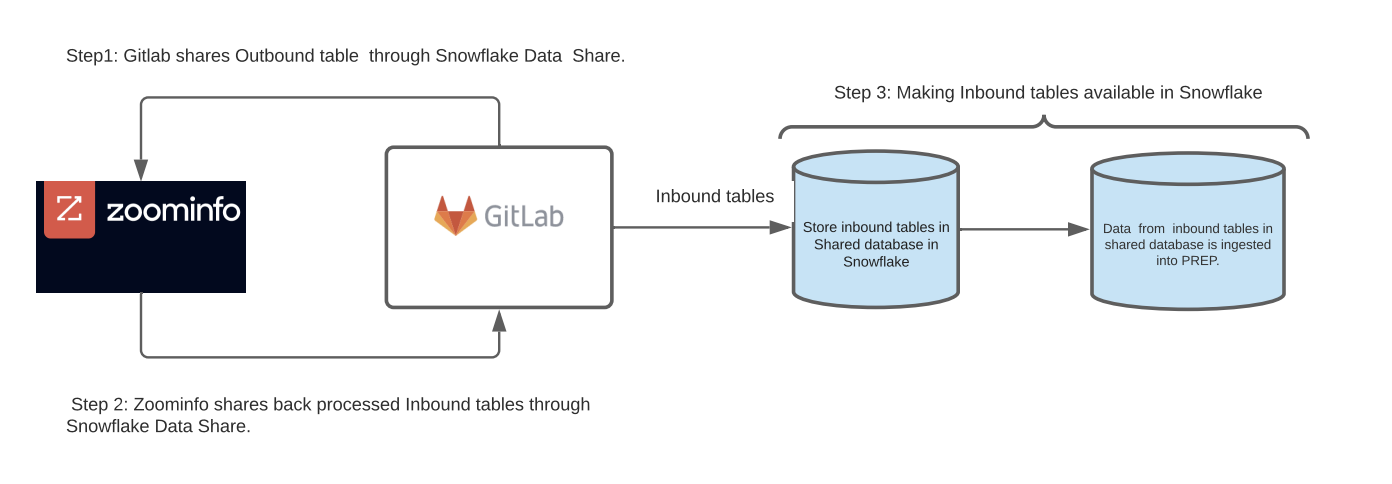 Step1: Gitlab shares Outbound table  through Snowflake Data  Share.
Step 3: Making Inbound tables available in Snowflake
Z zoominfo
GitLab
Inbound tables
Store inbound tables in
Shared database in
Snowflake
Data  from  inbound tables in
shared database is ingested
into PREP.
Step 2: Zoominfo shares back processed Inbound tables through
Snowflake Data Share.